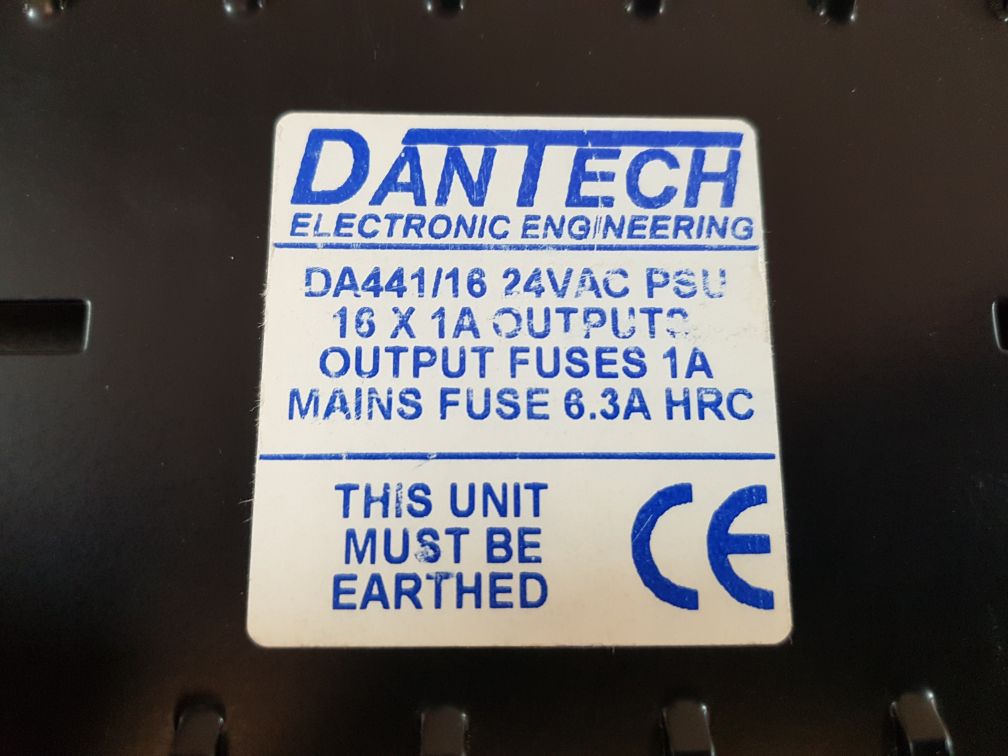 DANTECH
ELECTRONIC ENGINEERING
DA441/16 24VAC PSU
16 X 1A OUTPUTS
OUTPUT FUSES 1A
MAINS FUSE 6.3A HRC
THIS UNIT
MUST BE
EARTHED
CE